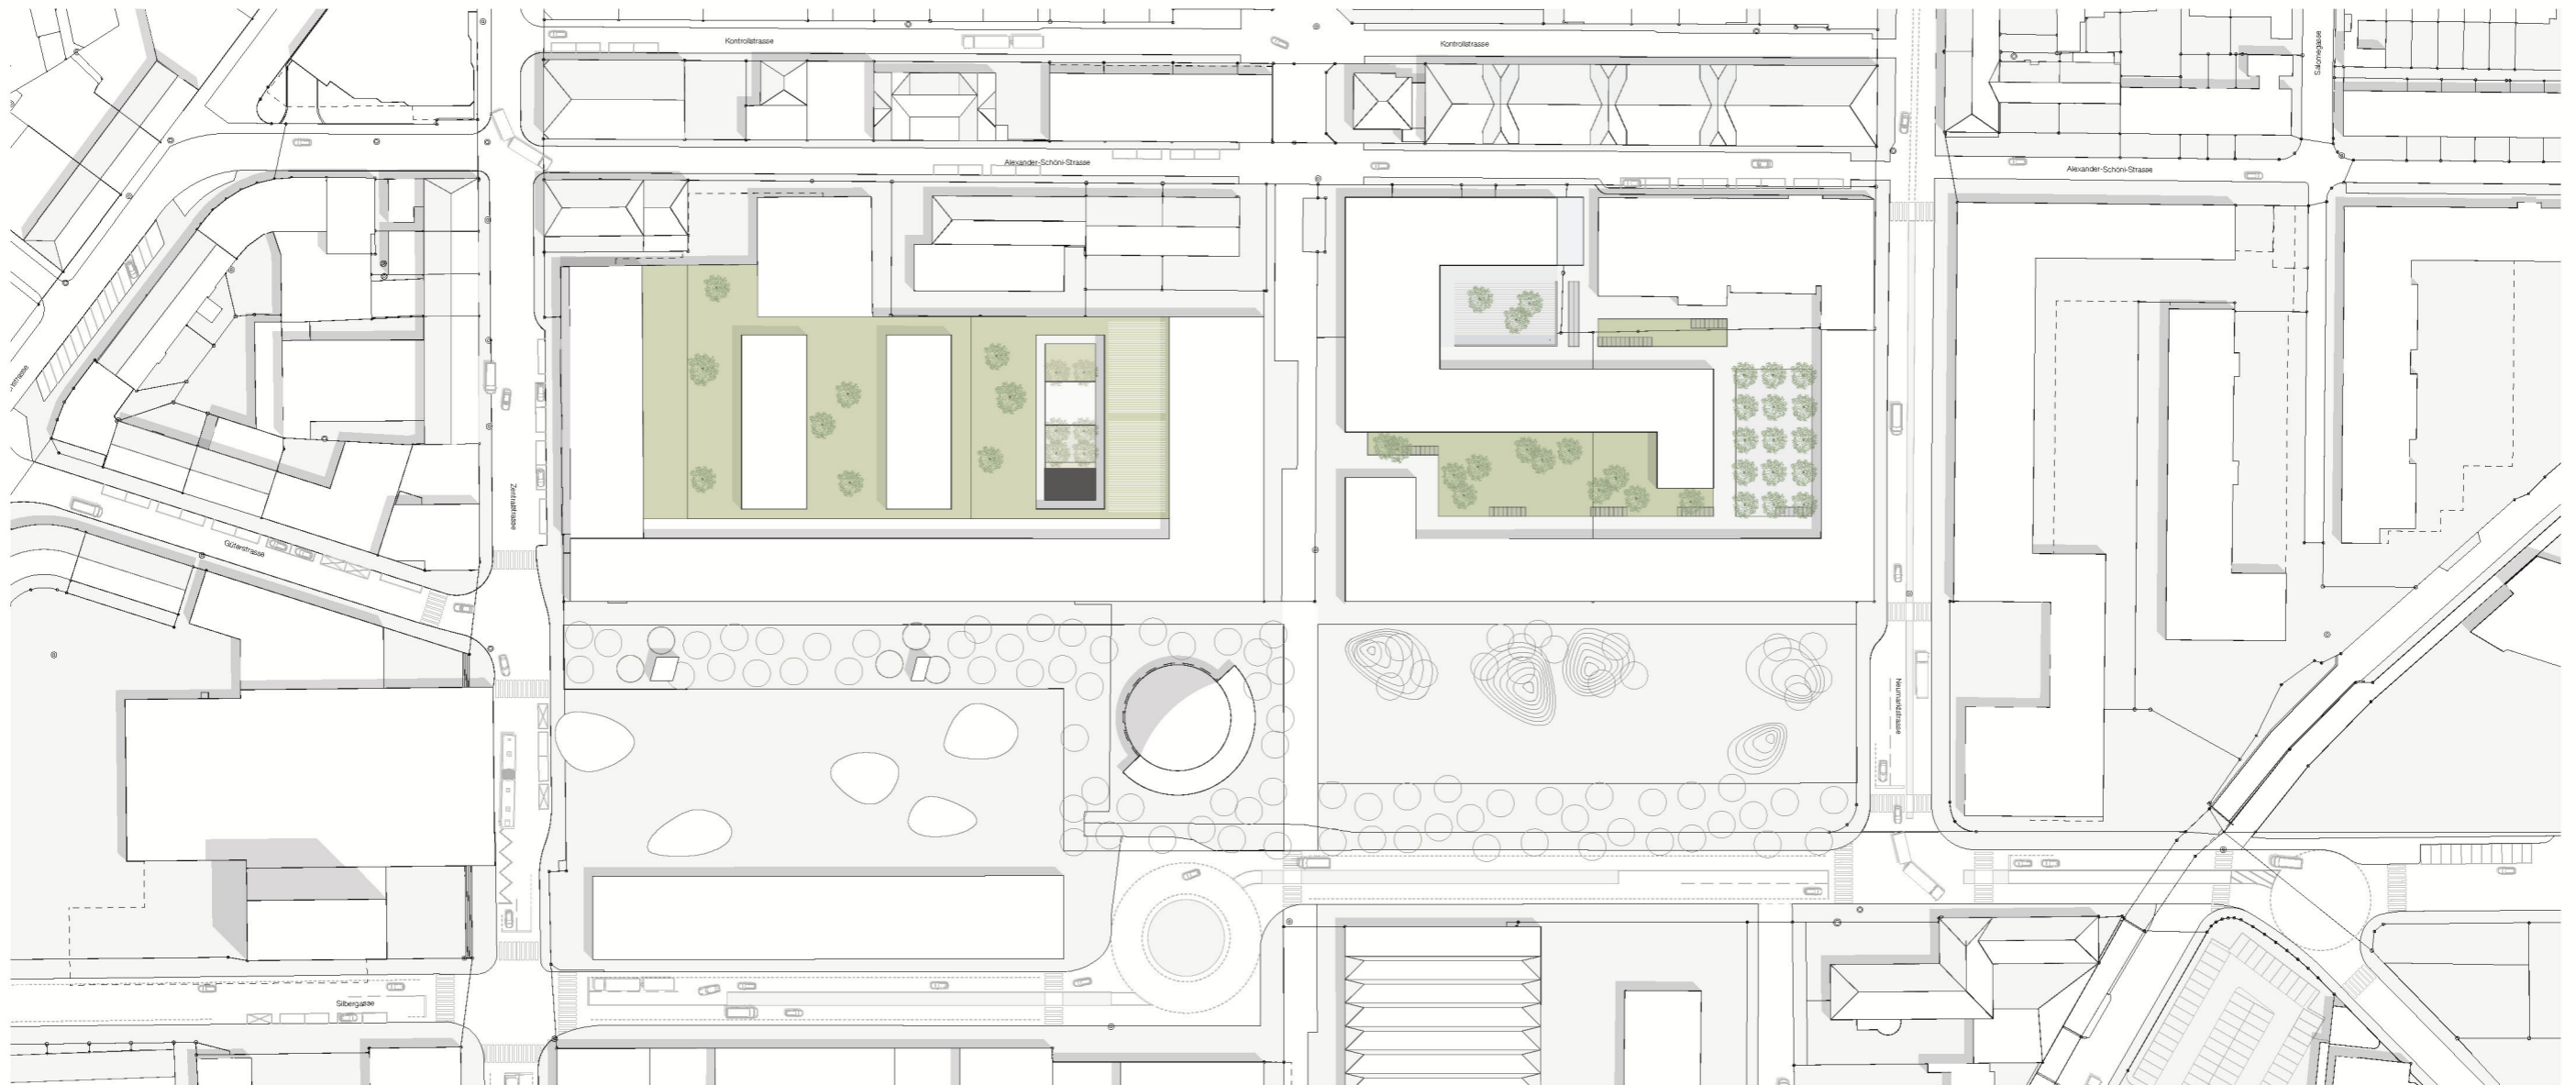 Kontrollstrasse
Kontrollstrasse
Salomegasse
Alexander-Schöni-Strasse
Alexander-Schöni-Strasse
Zentralstrasse
Güterstrasse
Neumarktstrasse
Silbergasse